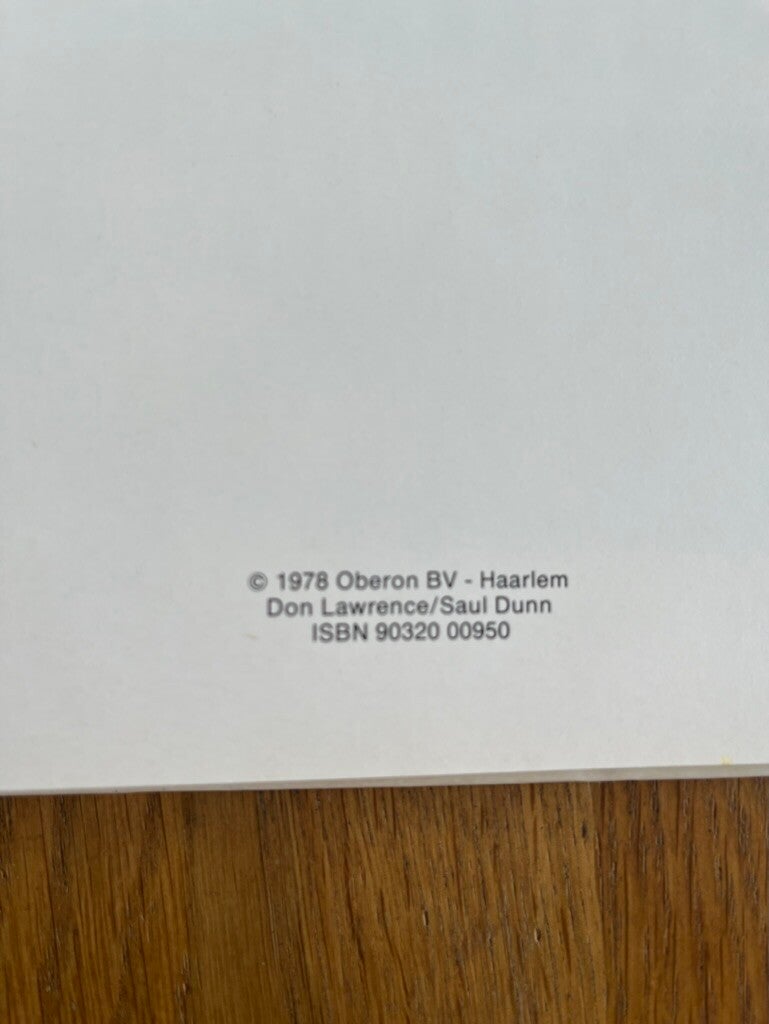 © 1978 Oberon BV - Haarlem
Don Lawrence/Saul Dunn
ISBN 90320 00950